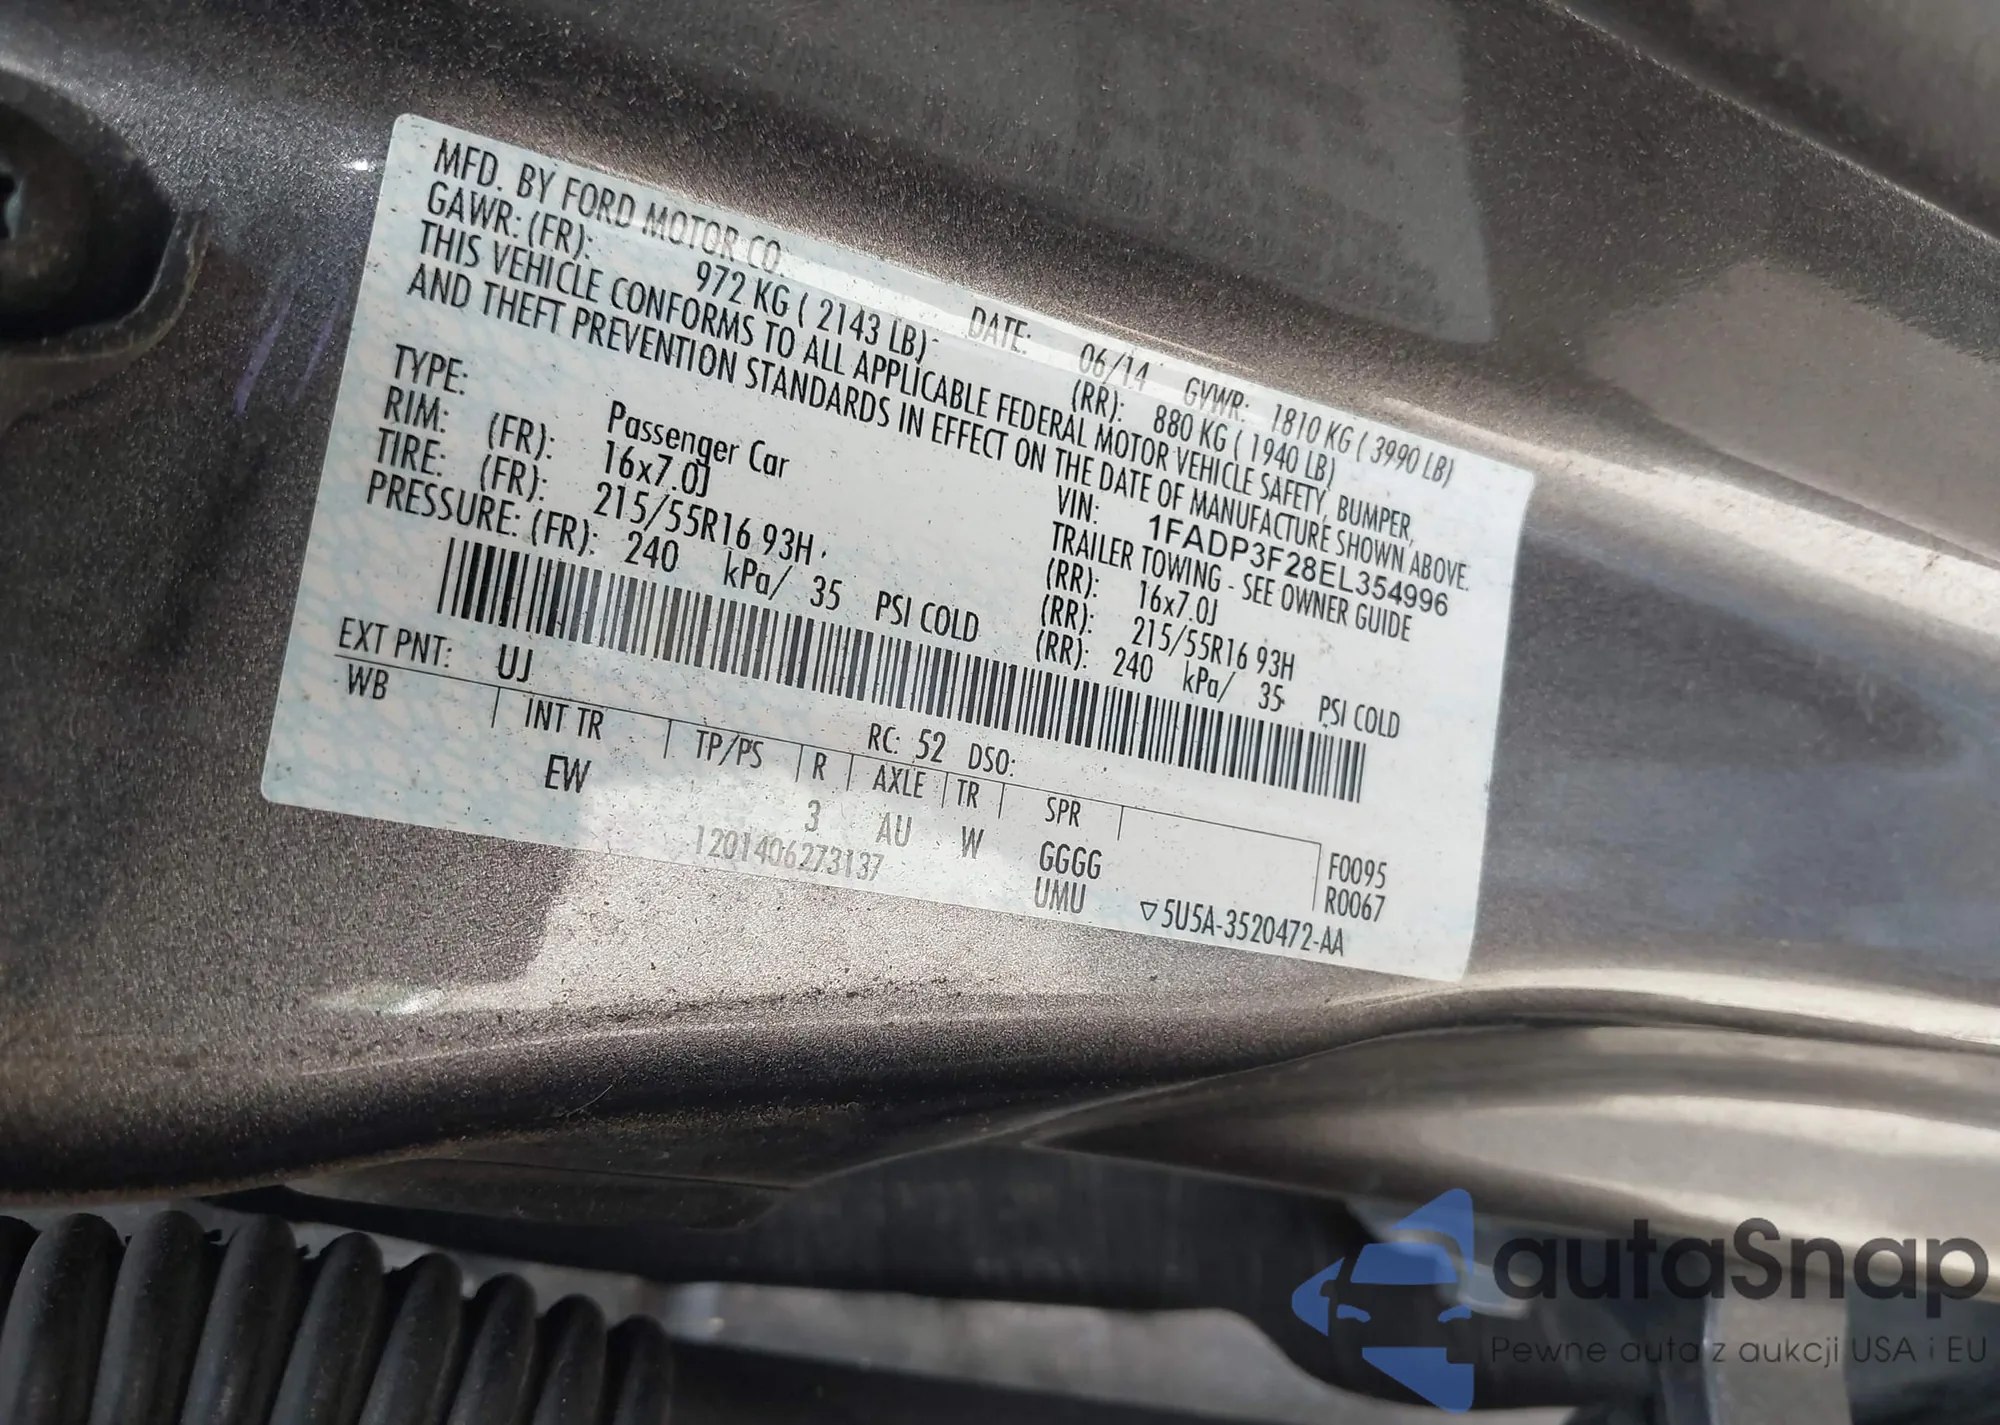 MFD. BY FORD MOTOR CO. DATE: 06/14 GVWR: 1810 KG ( 3990 LB)
GAWR: (FR): 972 KG ( 2143 LB) (RR): 880 KG ( 1940 LB)
THIS VEHICLE CONFORMS TO ALL APPLICABLE FEDERAL MOTOR VEHICLE SAFETY, BUMPER,
AND THEFT PREVENTION STANDARDS IN EFFECT ON THE DATE OF MANUFACTURE SHOWN ABOVE.
VIN: 1FADP3F28EL354996
TYPE: Passenger Car TRAILER TOWING - SEE OWNER GUIDE
RIM: (FR): 16x7.0J (RR): 16x7.0J
TIRE: (FR): 215/55R16 93H (RR): 215/55R16 93H
PRESSURE: (FR): 240 kPa/ 35 PSI COLD (RR): 240 kPa/ 35 PSI COLD
EXT PNT: UJ RC: 52 DSO:
WB INT TR TP/PS R AXLE TR SPR
EW 3 AU W GGGG F0095
1201406273137 UMU R0067
▽5U5A-3520472-AA
autaSnap
Pewne auta z aukcji USA i EU